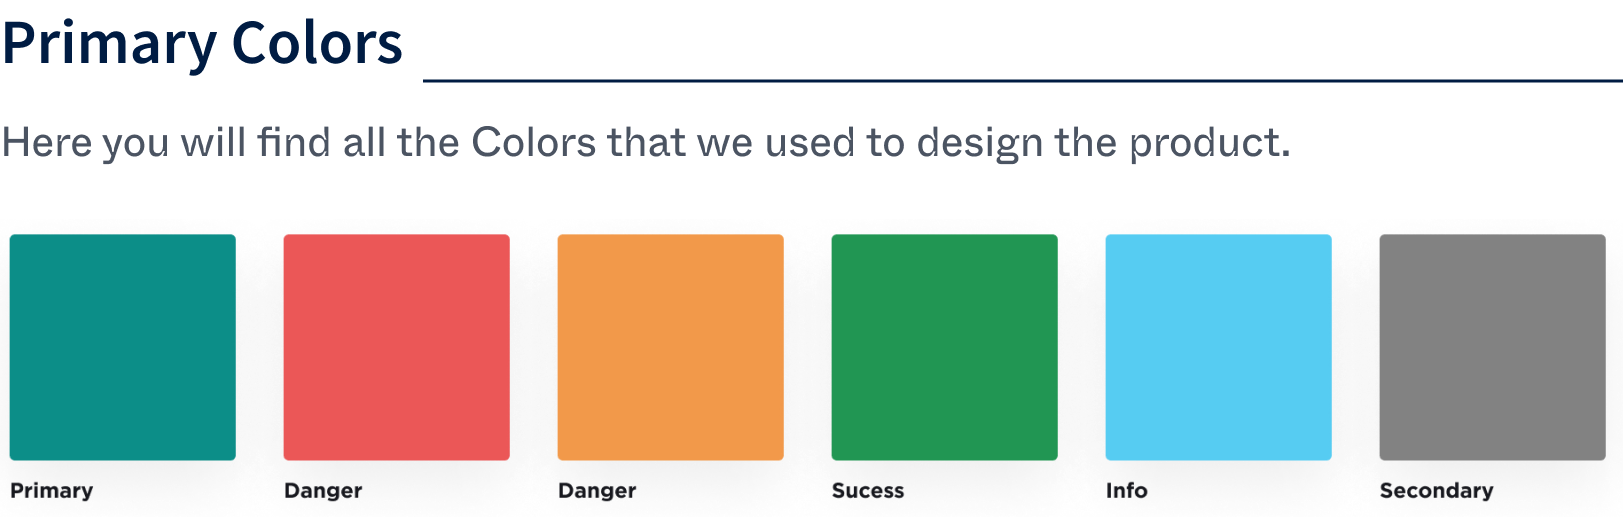 Primary Colors
Here you will find all the Colors that we used to design the product.
Primary Danger Danger Sucess Info Secondary